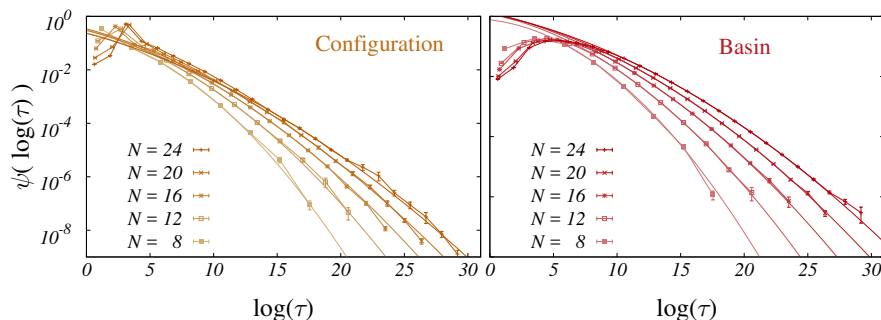 10^0
10^-2
10^-4
10^-6
10^-8
ψ( log(τ) )
Configuration
N = 24
N = 20
N = 16
N = 12
N = 8
0 5 10 15 20 25 30
log(τ)
Basin
N = 24
N = 20
N = 16
N = 12
N = 8
0 5 10 15 20 25 30
log(τ)